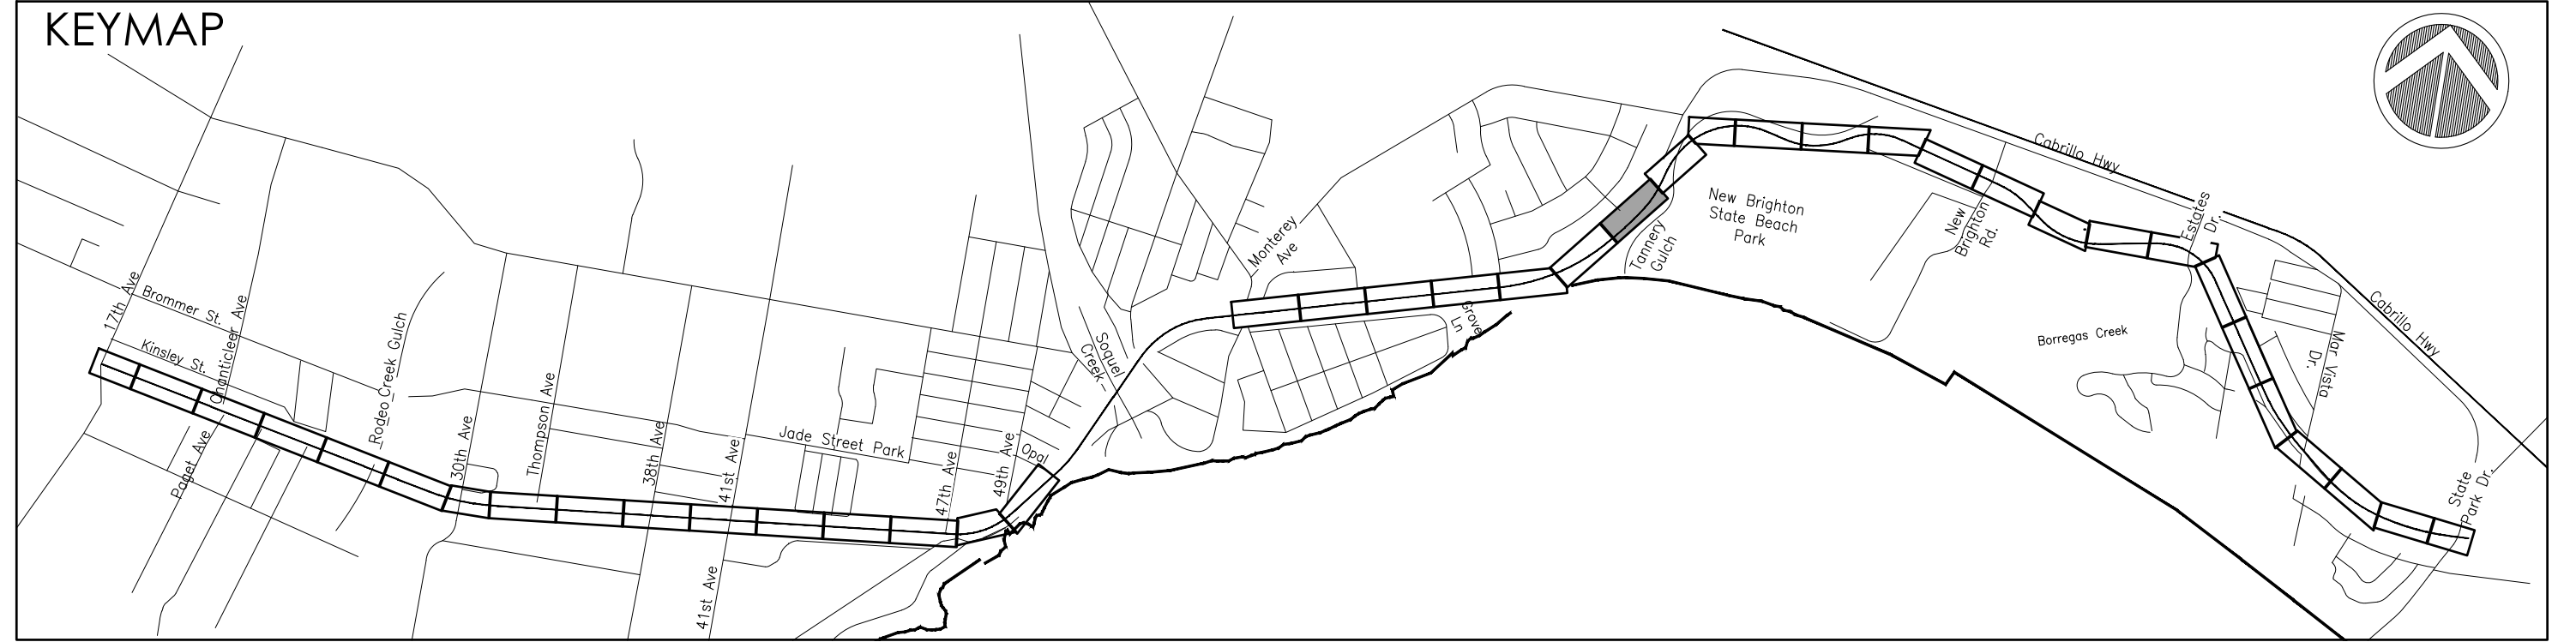 KEYMAP
17th Ave
Brommer St.
Kinsley St.
Chanticleer Ave
Paget Ave
Rodeo Creek Gulch
30th Ave
Thompson Ave
38th Ave
41st Ave
41st Ave
Jade Street Park
47th Ave
49th Ave
Opal
Soquel
Creek
Monterey
Ave
Grove
Ln
Tannery
Gulch
New Brighton
State Beach
Park
New
Brighton
Rd.
Cabrillo Hwy
Estates
Dr.
Borregas Creek
Mar Vista
Dr.
Cabrillo Hwy
State
Park Dr.